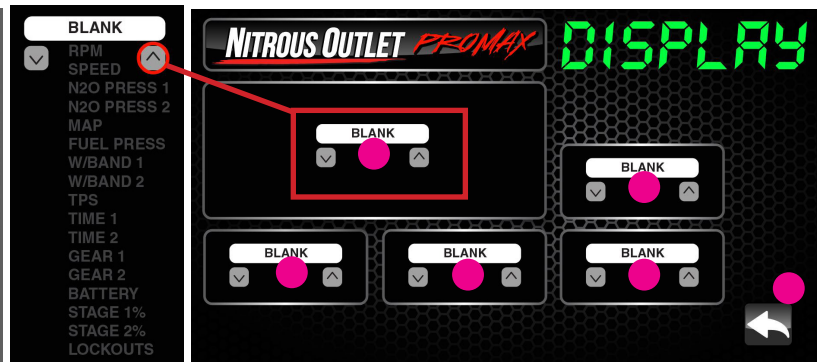 BLANK
RPM
SPEED
N2O PRESS 1
N2O PRESS 2
MAP
FUEL PRESS
W/BAND 1
W/BAND 2
TPS
TIME 1
TIME 2
GEAR 1
GEAR 2
BATTERY
STAGE 1%
STAGE 2%
LOCKOUTS
NITROUS OUTLET PROMAX
DISPLAY
BLANK
BLANK
BLANK
BLANK
BLANK